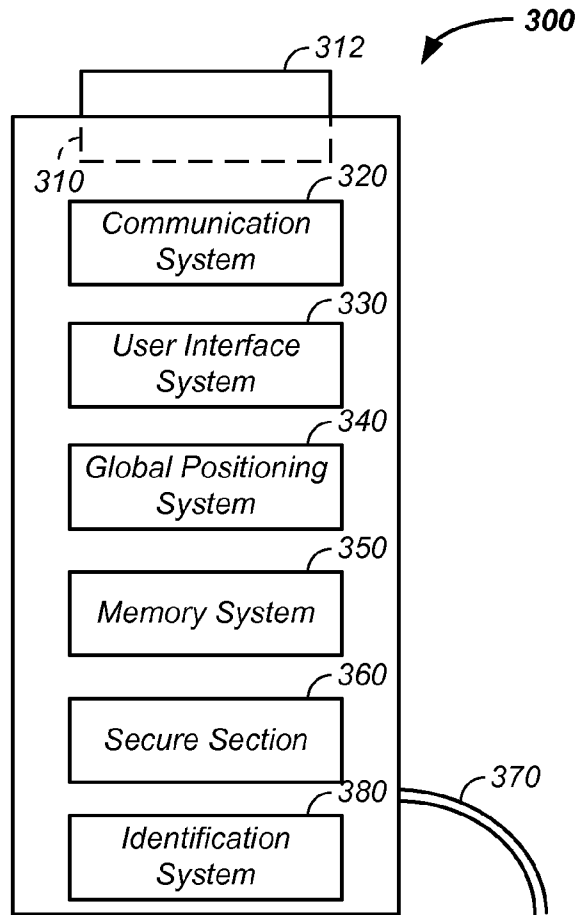 300
312
310
320
Communication
System
330
User Interface
System
340
Global Positioning
System
350
Memory System
360
Secure Section
370
380
Identification
System